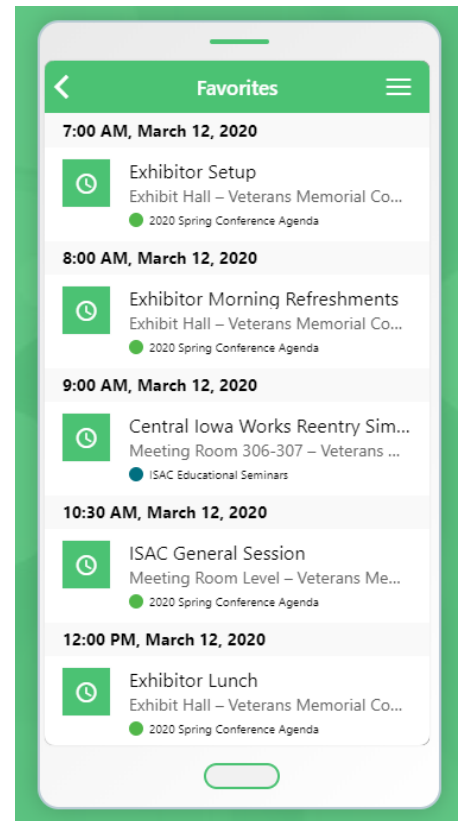 Favorites
7:00 AM, March 12, 2020
Exhibitor Setup
Exhibit Hall – Veterans Memorial Co...
2020 Spring Conference Agenda
8:00 AM, March 12, 2020
Exhibitor Morning Refreshments
Exhibit Hall – Veterans Memorial Co...
2020 Spring Conference Agenda
9:00 AM, March 12, 2020
Central Iowa Works Reentry Sim...
Meeting Room 306-307 – Veterans ...
ISAC Educational Seminars
10:30 AM, March 12, 2020
ISAC General Session
Meeting Room Level – Veterans Me...
2020 Spring Conference Agenda
12:00 PM, March 12, 2020
Exhibitor Lunch
Exhibit Hall – Veterans Memorial Co...
2020 Spring Conference Agenda